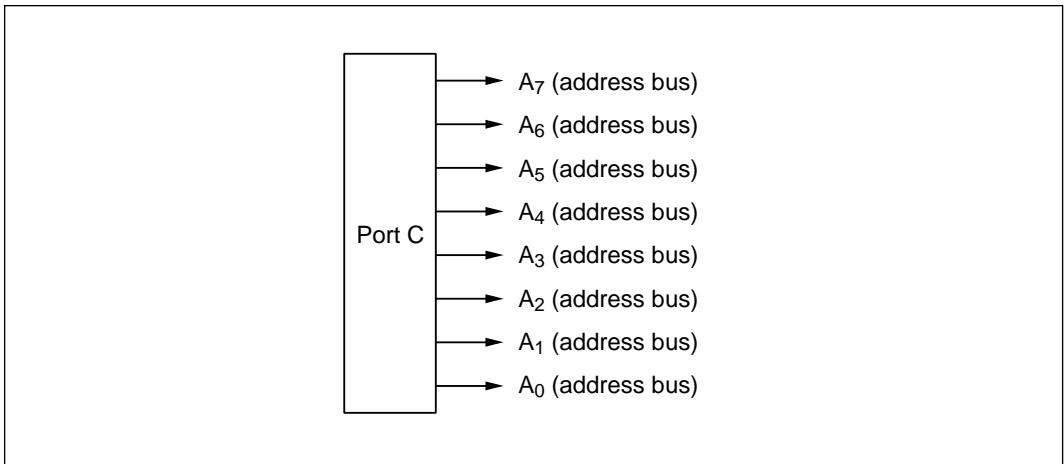 A7 (address bus)
A6 (address bus)
A5 (address bus)
A4 (address bus)
Port C
A3 (address bus)
A2 (address bus)
A1 (address bus)
A0 (address bus)